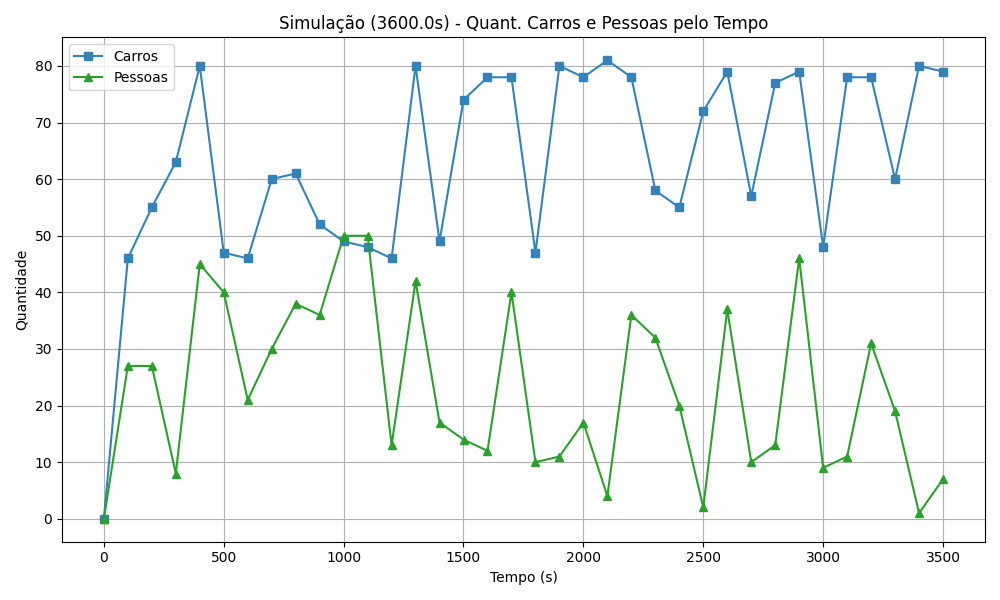 Simulação (3600.0s) - Quant. Carros e Pessoas pelo Tempo
Carros
Pessoas
Quantidade
80
70
60
50
40
30
20
10
0
0 500 1000 1500 2000 2500 3000 3500
Tempo (s)